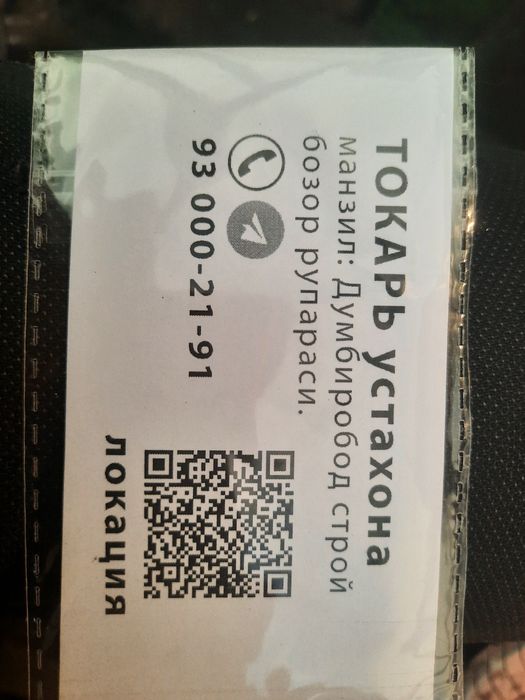 ТОКАРЬ устахона
манзил: Думбиробод строй
бозор рупараси.
93 000-21-91
локация